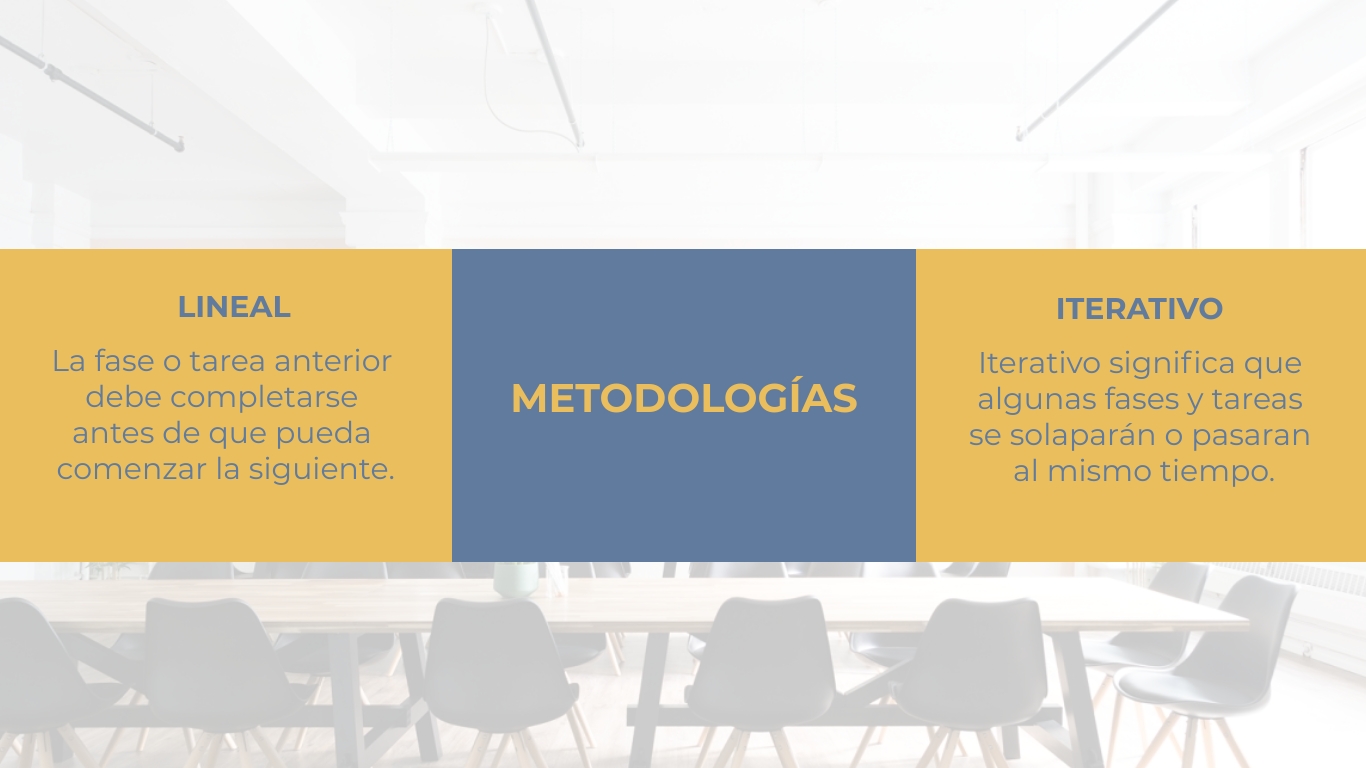 LINEAL
La fase o tarea anterior
debe completarse
antes de que pueda
comenzar la siguiente.
METODOLOGÍAS
ITERATIVO
Iterativo significa que
algunas fases y tareas
se solaparán o pasaran
al mismo tiempo.